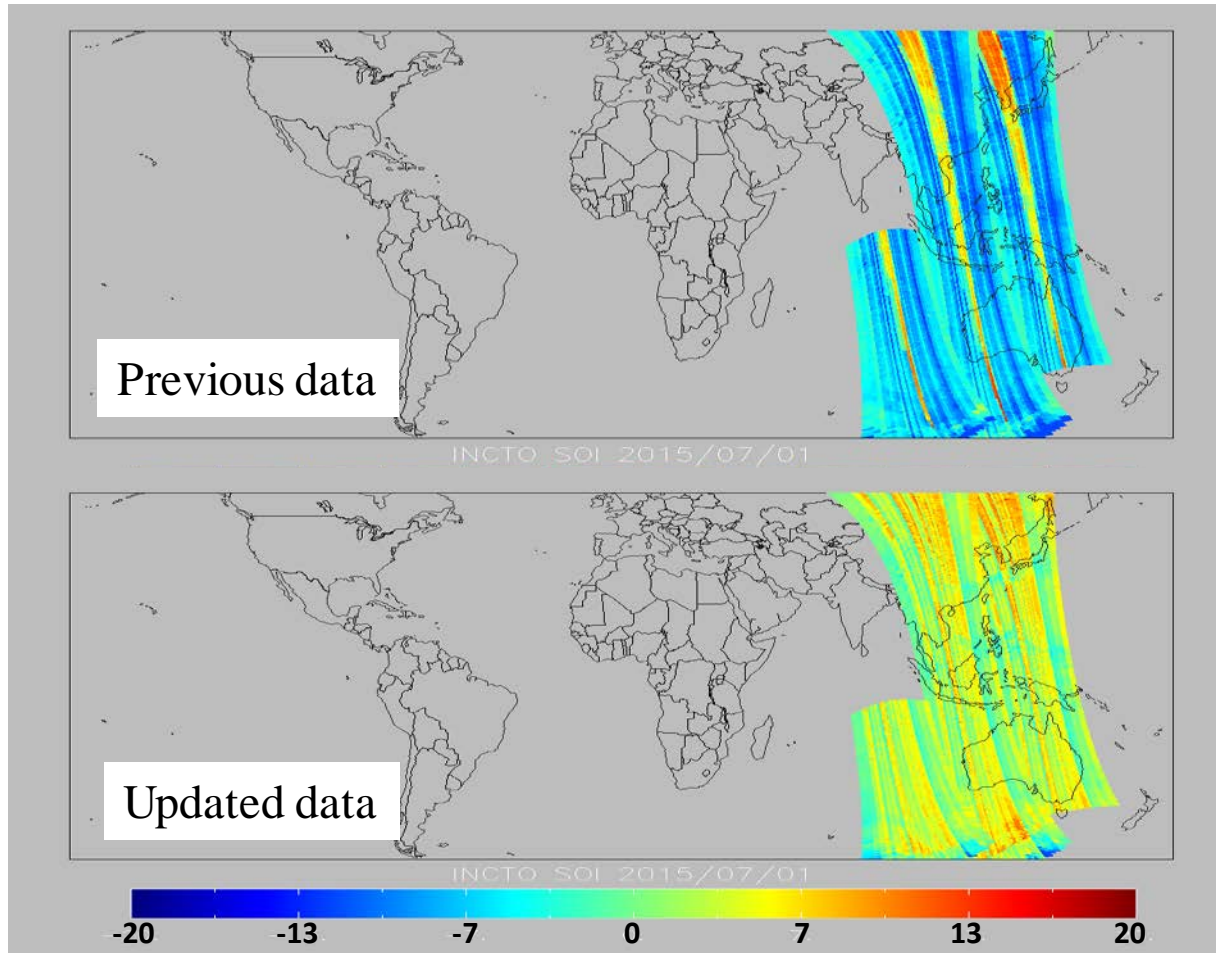 Previous data
INCTO SOI 2015/07/01
Updated data
INCTO SOI 2015/07/01
-20 -13 -7 0 7 13 20